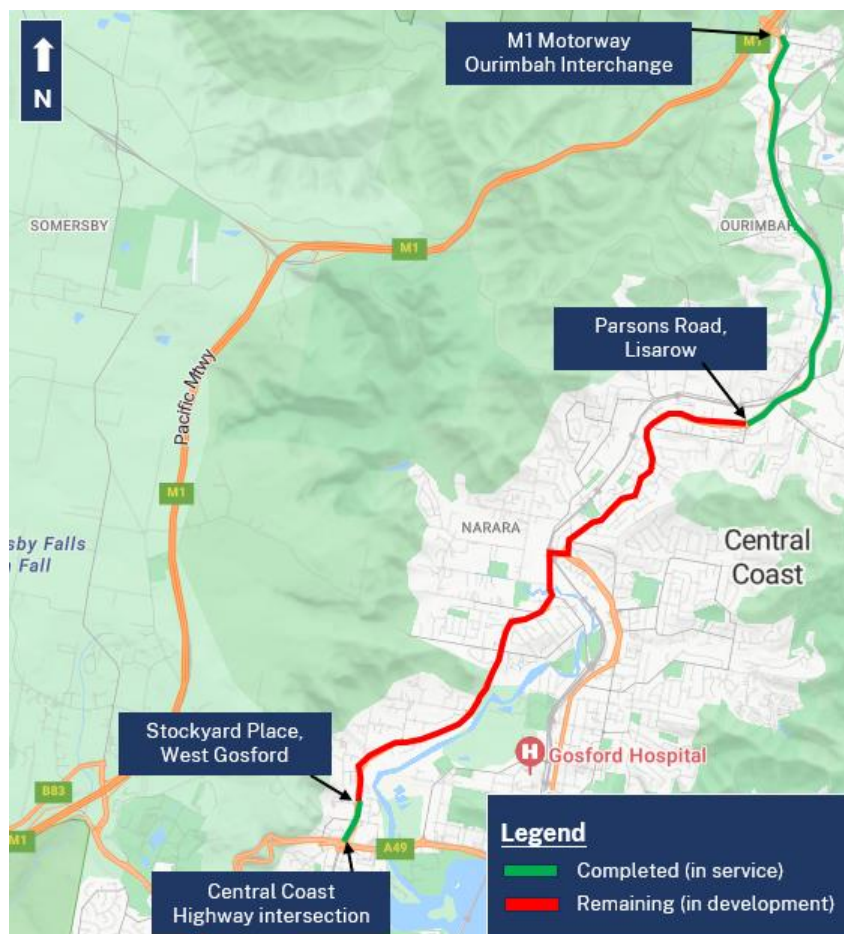 N
M1 Motorway
Ourimbah Interchange
M1
SOMERSBY
OURIMBAH
M1
Parsons Road,
Lisarow
Pacific Mtwy
M1
NARARA
Central
Coast
sby Falls
Fall
Stockyard Place,
West Gosford
H Gosford Hospital
B83
M1
A49
Central Coast
Highway intersection
Legend
Completed (in service)
Remaining (in development)